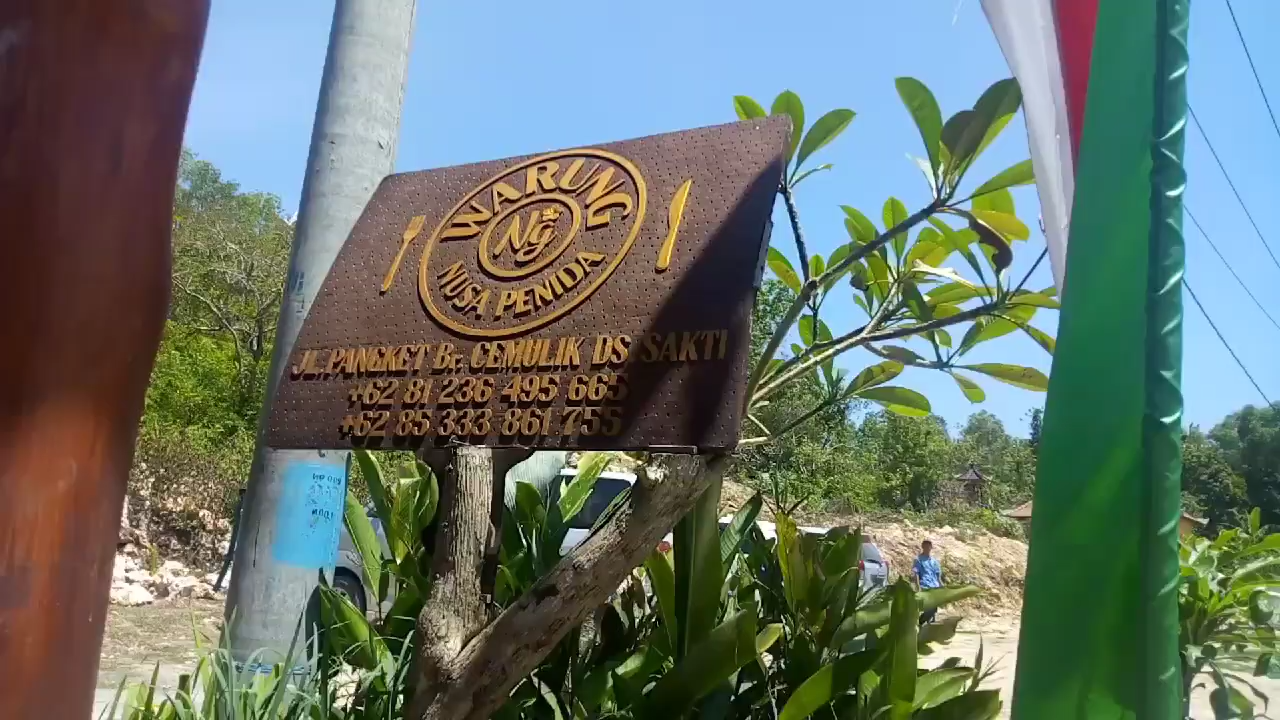 WARUNG
Ng
NUSA PENIDA
JL. PANGKET Br. GEMULIK DS. SAKTI
+62 81 236 495 665
+62 85 333 861 755